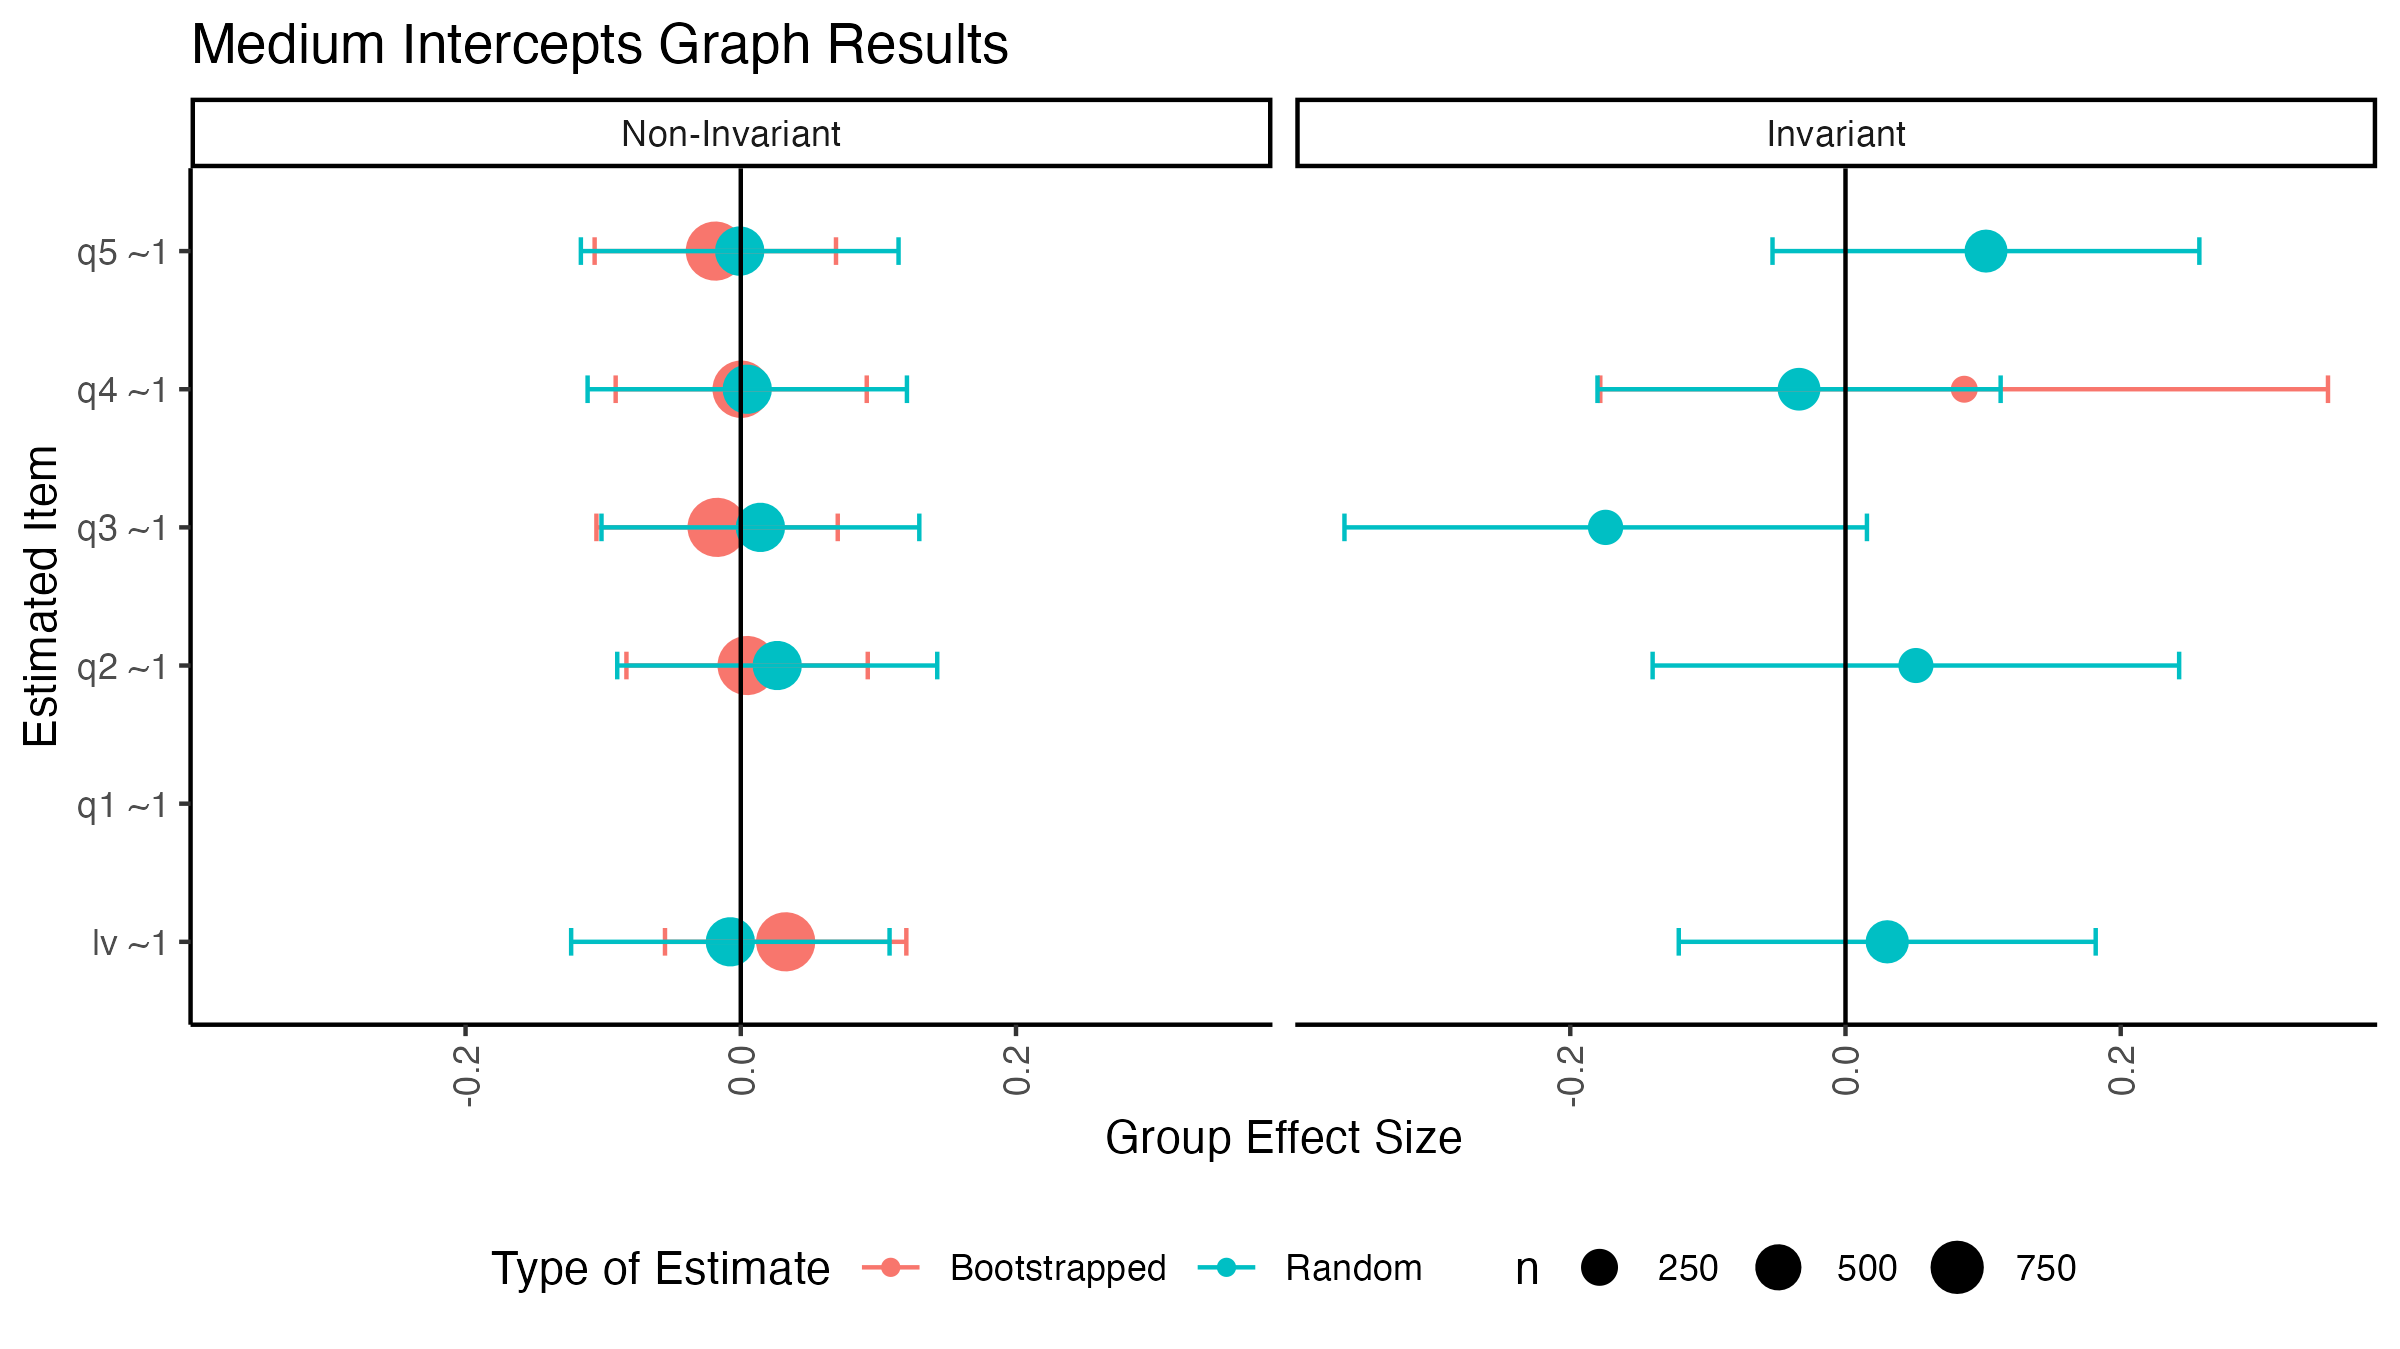 Medium Intercepts Graph Results
Non-Invariant
Invariant
Estimated Item
q5 ~1
q4 ~1
q3 ~1
q2 ~1
q1 ~1
lv ~1
-0.2
0.0
0.2
-0.2
0.0
0.2
Group Effect Size
Type of Estimate Bootstrapped Random n 250 500 750